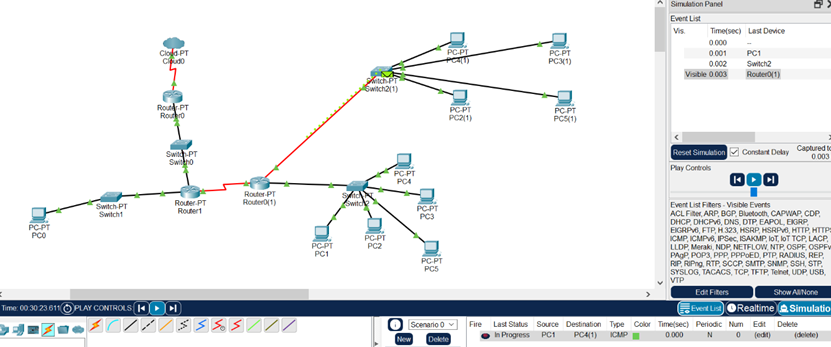 Simulation Panel
Event List
Vis.
Time(sec)
Last Device
0.000
--
0.001
PC1
0.002
Switch2
Visible
0.003
Router0(1)
Reset Simulation
Constant Delay
Captured to
0.003
Play Controls
Event List Filters - Visible Events
ACL Filter, ARP, BGP, Bluetooth, CAPWAP, CDP,
DHCP, DHCPv6, DNS, DTP, EAPOL, EIGRP,
EIGRPv6, FTP, H.323, HSRP, HSRPv6, HTTP, HTTPS
ICMP, ICMPv6, IPSec, ISAKMP, IoT, IoT TCP, LACP,
LLDP, Meraki, NDP, NETFLOW, NTP, OSPF, OSPFv
PAgP, POP3, PPP, PPPoED, PTP, RADIUS, REP,
RIP, RIPng, RTP, SCCP, SMTP, SNMP, SSH, STP,
SYSLOG, TACACS, TCP, TFTP, Telnet, UDP, USB,
VTP
Edit Filters
Show All/None
Event List
Realtime
Simulatio
Cloud-PT
Cloud0
Router-PT
Router0
Switch-PT
Switch0
Switch-PT
Switch1
PC-PT
PC0
Router-PT
Router1
Router-PT
Router0(1)
Switch-PT
Switch2(1)
PC-PT
PC4(1)
PC-PT
PC3(1)
PC-PT
PC2(1)
PC-PT
PC5(1)
PC-PT
PC4
PC-PT
PC3
PC-PT
PC1
PC-PT
PC2
PC-PT
PC5
Time: 00:30:23.611
PLAY CONTROLS:
Scenario 0
New
Delete
Fire
Last Status
Source
Destination
Type
Color
Time(sec)
Periodic
Num
Edit
Delete
In Progress
PC1
PC4(1)
ICMP
0.000
N
0
(edit)
(delete)